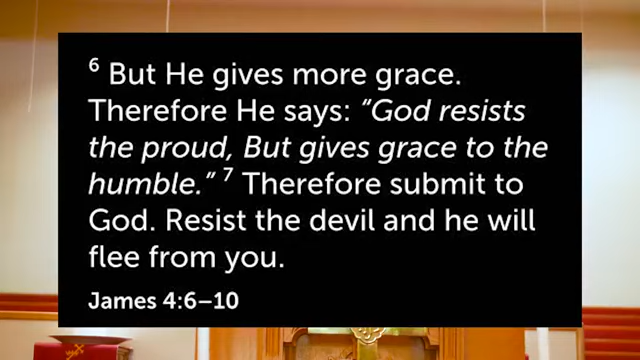 6 But He gives more grace.
Therefore He says: “God resists
the proud, But gives grace to the
humble.” 7 Therefore submit to
God. Resist the devil and he will
flee from you.
James 4:6–10